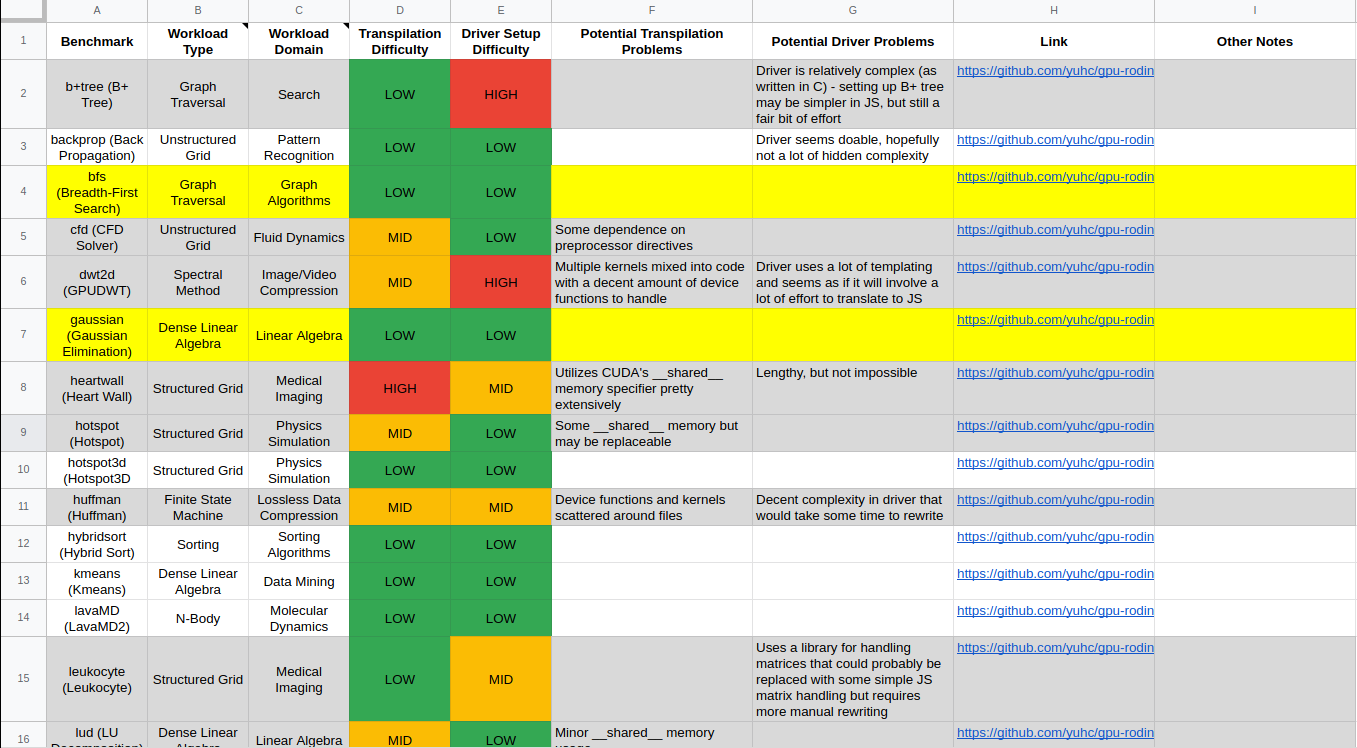 A B C D E F G H I
1 Benchmark Workload Type Workload Domain Transpilation Difficulty Driver Setup Difficulty Potential Transpilation Problems Potential Driver Problems Link Other Notes
2 b+tree (B+ Tree) Graph Traversal Search LOW HIGH Driver is relatively complex (as written in C) - setting up B+ tree may be simpler in JS, but still a fair bit of effort https://github.com/yuhc/gpu-rodin
3 backprop (Back Propagation) Unstructured Grid Pattern Recognition LOW LOW Driver seems doable, hopefully not a lot of hidden complexity https://github.com/yuhc/gpu-rodin
4 bfs (Breadth-First Search) Graph Traversal Graph Algorithms LOW LOW https://github.com/yuhc/gpu-rodin
5 cfd (CFD Solver) Unstructured Grid Fluid Dynamics MID LOW Some dependence on preprocessor directives https://github.com/yuhc/gpu-rodin
6 dwt2d (GPUDWT) Spectral Method Image/Video Compression MID HIGH Multiple kernels mixed into code with a decent amount of device functions to handle Driver uses a lot of templating and seems as if it will involve a lot of effort to translate to JS https://github.com/yuhc/gpu-rodin
7 gaussian (Gaussian Elimination) Dense Linear Algebra Linear Algebra LOW LOW https://github.com/yuhc/gpu-rodin
8 heartwall (Heart Wall) Structured Grid Medical Imaging HIGH MID Utilizes CUDA's __shared__ memory specifier pretty extensively Lengthy, but not impossible https://github.com/yuhc/gpu-rodin
9 hotspot (Hotspot) Structured Grid Physics Simulation MID LOW Some __shared__ memory but may be replaceable https://github.com/yuhc/gpu-rodin
10 hotspot3d (Hotspot3D Structured Grid Physics Simulation LOW LOW https://github.com/yuhc/gpu-rodin
11 huffman (Huffman) Finite State Machine Lossless Data Compression MID MID Device functions and kernels scattered around files Decent complexity in driver that would take some time to rewrite https://github.com/yuhc/gpu-rodin
12 hybridsort (Hybrid Sort) Sorting Sorting Algorithms LOW LOW https://github.com/yuhc/gpu-rodin
13 kmeans (Kmeans) Dense Linear Algebra Data Mining LOW LOW https://github.com/yuhc/gpu-rodin
14 lavaMD (LavaMD2) N-Body Molecular Dynamics LOW LOW https://github.com/yuhc/gpu-rodin
15 leukocyte (Leukocyte) Structured Grid Medical Imaging LOW MID Uses a library for handling matrices that could probably be replaced with some simple JS matrix handling but requires more manual rewriting https://github.com/yuhc/gpu-rodin
16 lud (LU Dense Linear Linear Algebra MID LOW Minor __shared__ memory https://github.com/yuhc/gpu-rodin